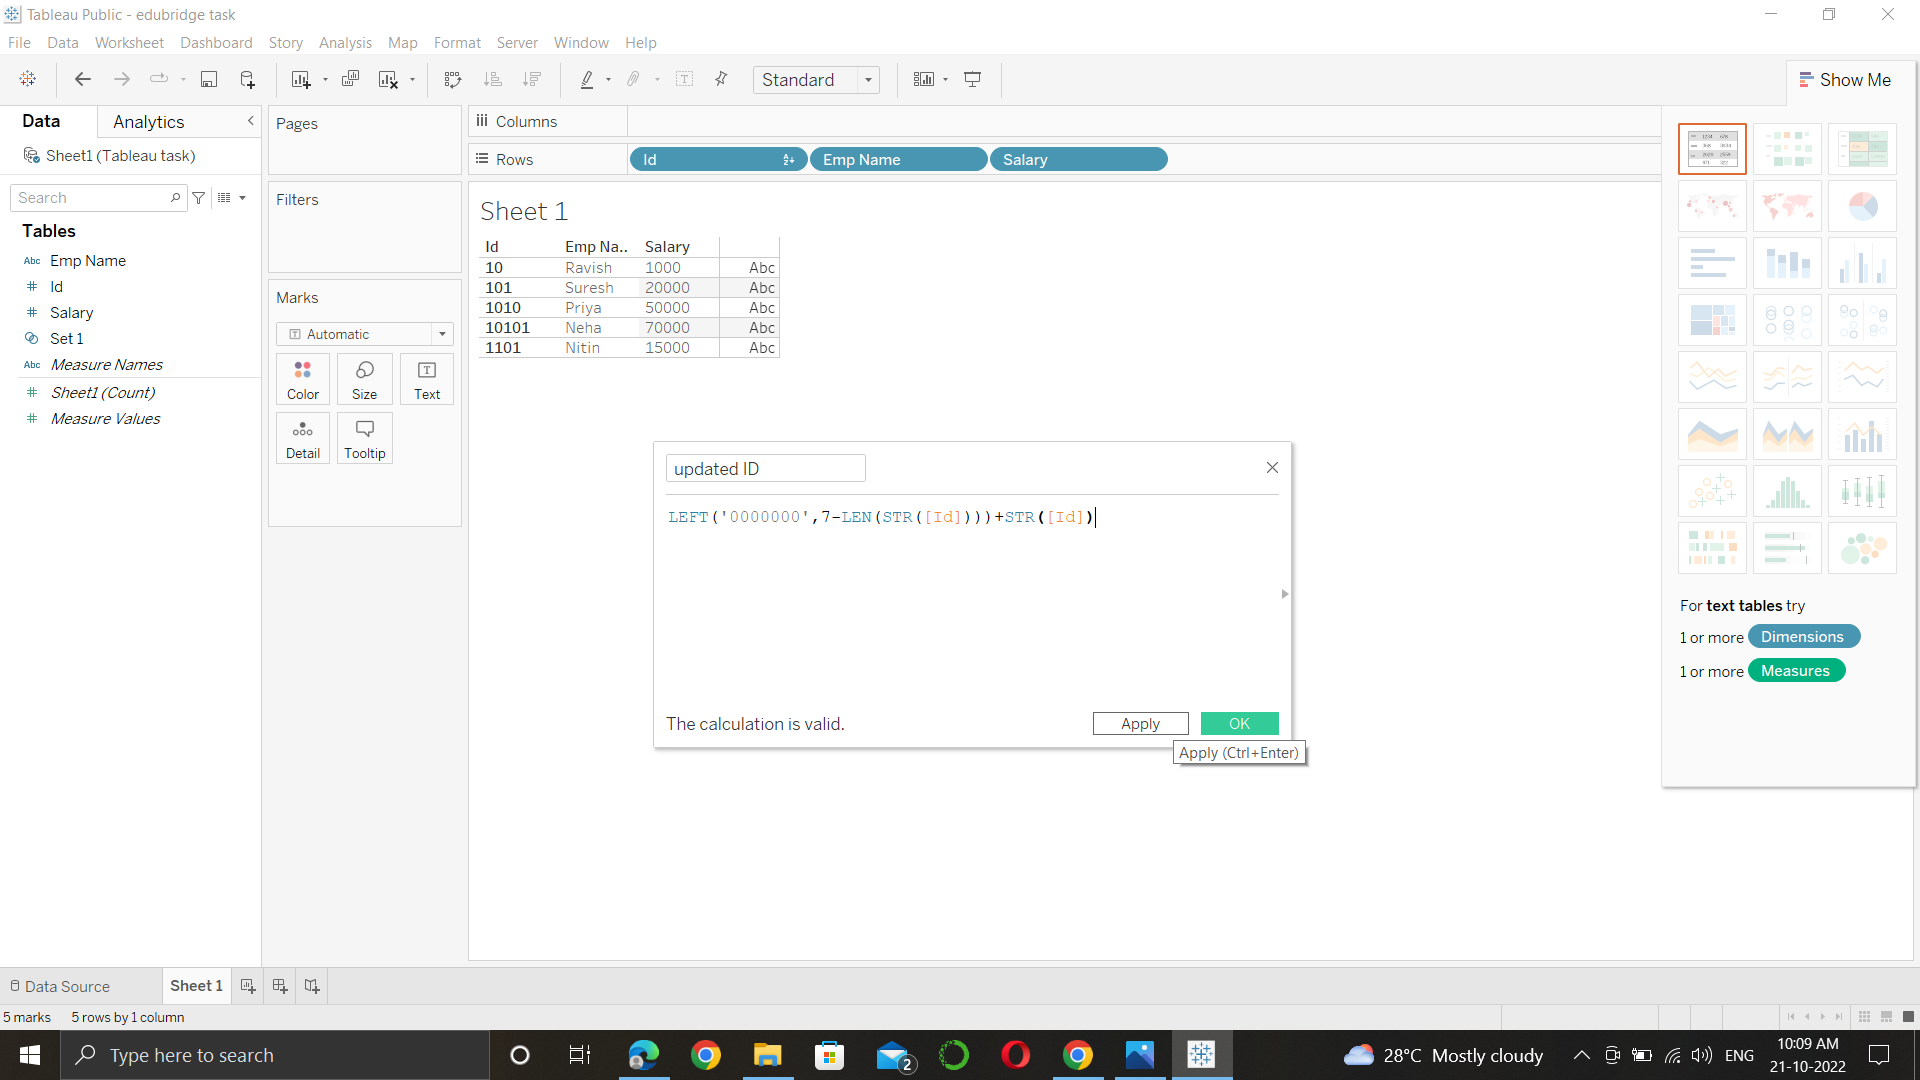 Tableau Public - edubridge task
File Data Worksheet Dashboard Story Analysis Map Format Server Window Help
Standard
Show Me
Data Analytics
Sheet1 (Tableau task)
Search
Tables
Abc Emp Name
# Id
# Salary
Set 1
Abc Measure Names
# Sheet1 (Count)
# Measure Values
Pages
Filters
Marks
Automatic
Color Size Text
Detail Tooltip
Columns
Rows Id Emp Name Salary
Sheet 1
Id Emp Na.. Salary
10 Ravish 1000 Abc
101 Suresh 20000 Abc
1010 Priya 50000 Abc
10101 Neha 70000 Abc
1101 Nitin 15000 Abc
updated ID
LEFT('0000000',7-LEN(STR([Id])))+STR([Id])
The calculation is valid.
Apply OK
Apply (Ctrl+Enter)
For text tables try
1 or more Dimensions
1 or more Measures
Data Source Sheet 1
5 marks 5 rows by 1 column
Type here to search
2
28°C Mostly cloudy
ENG
10:09 AM
21-10-2022